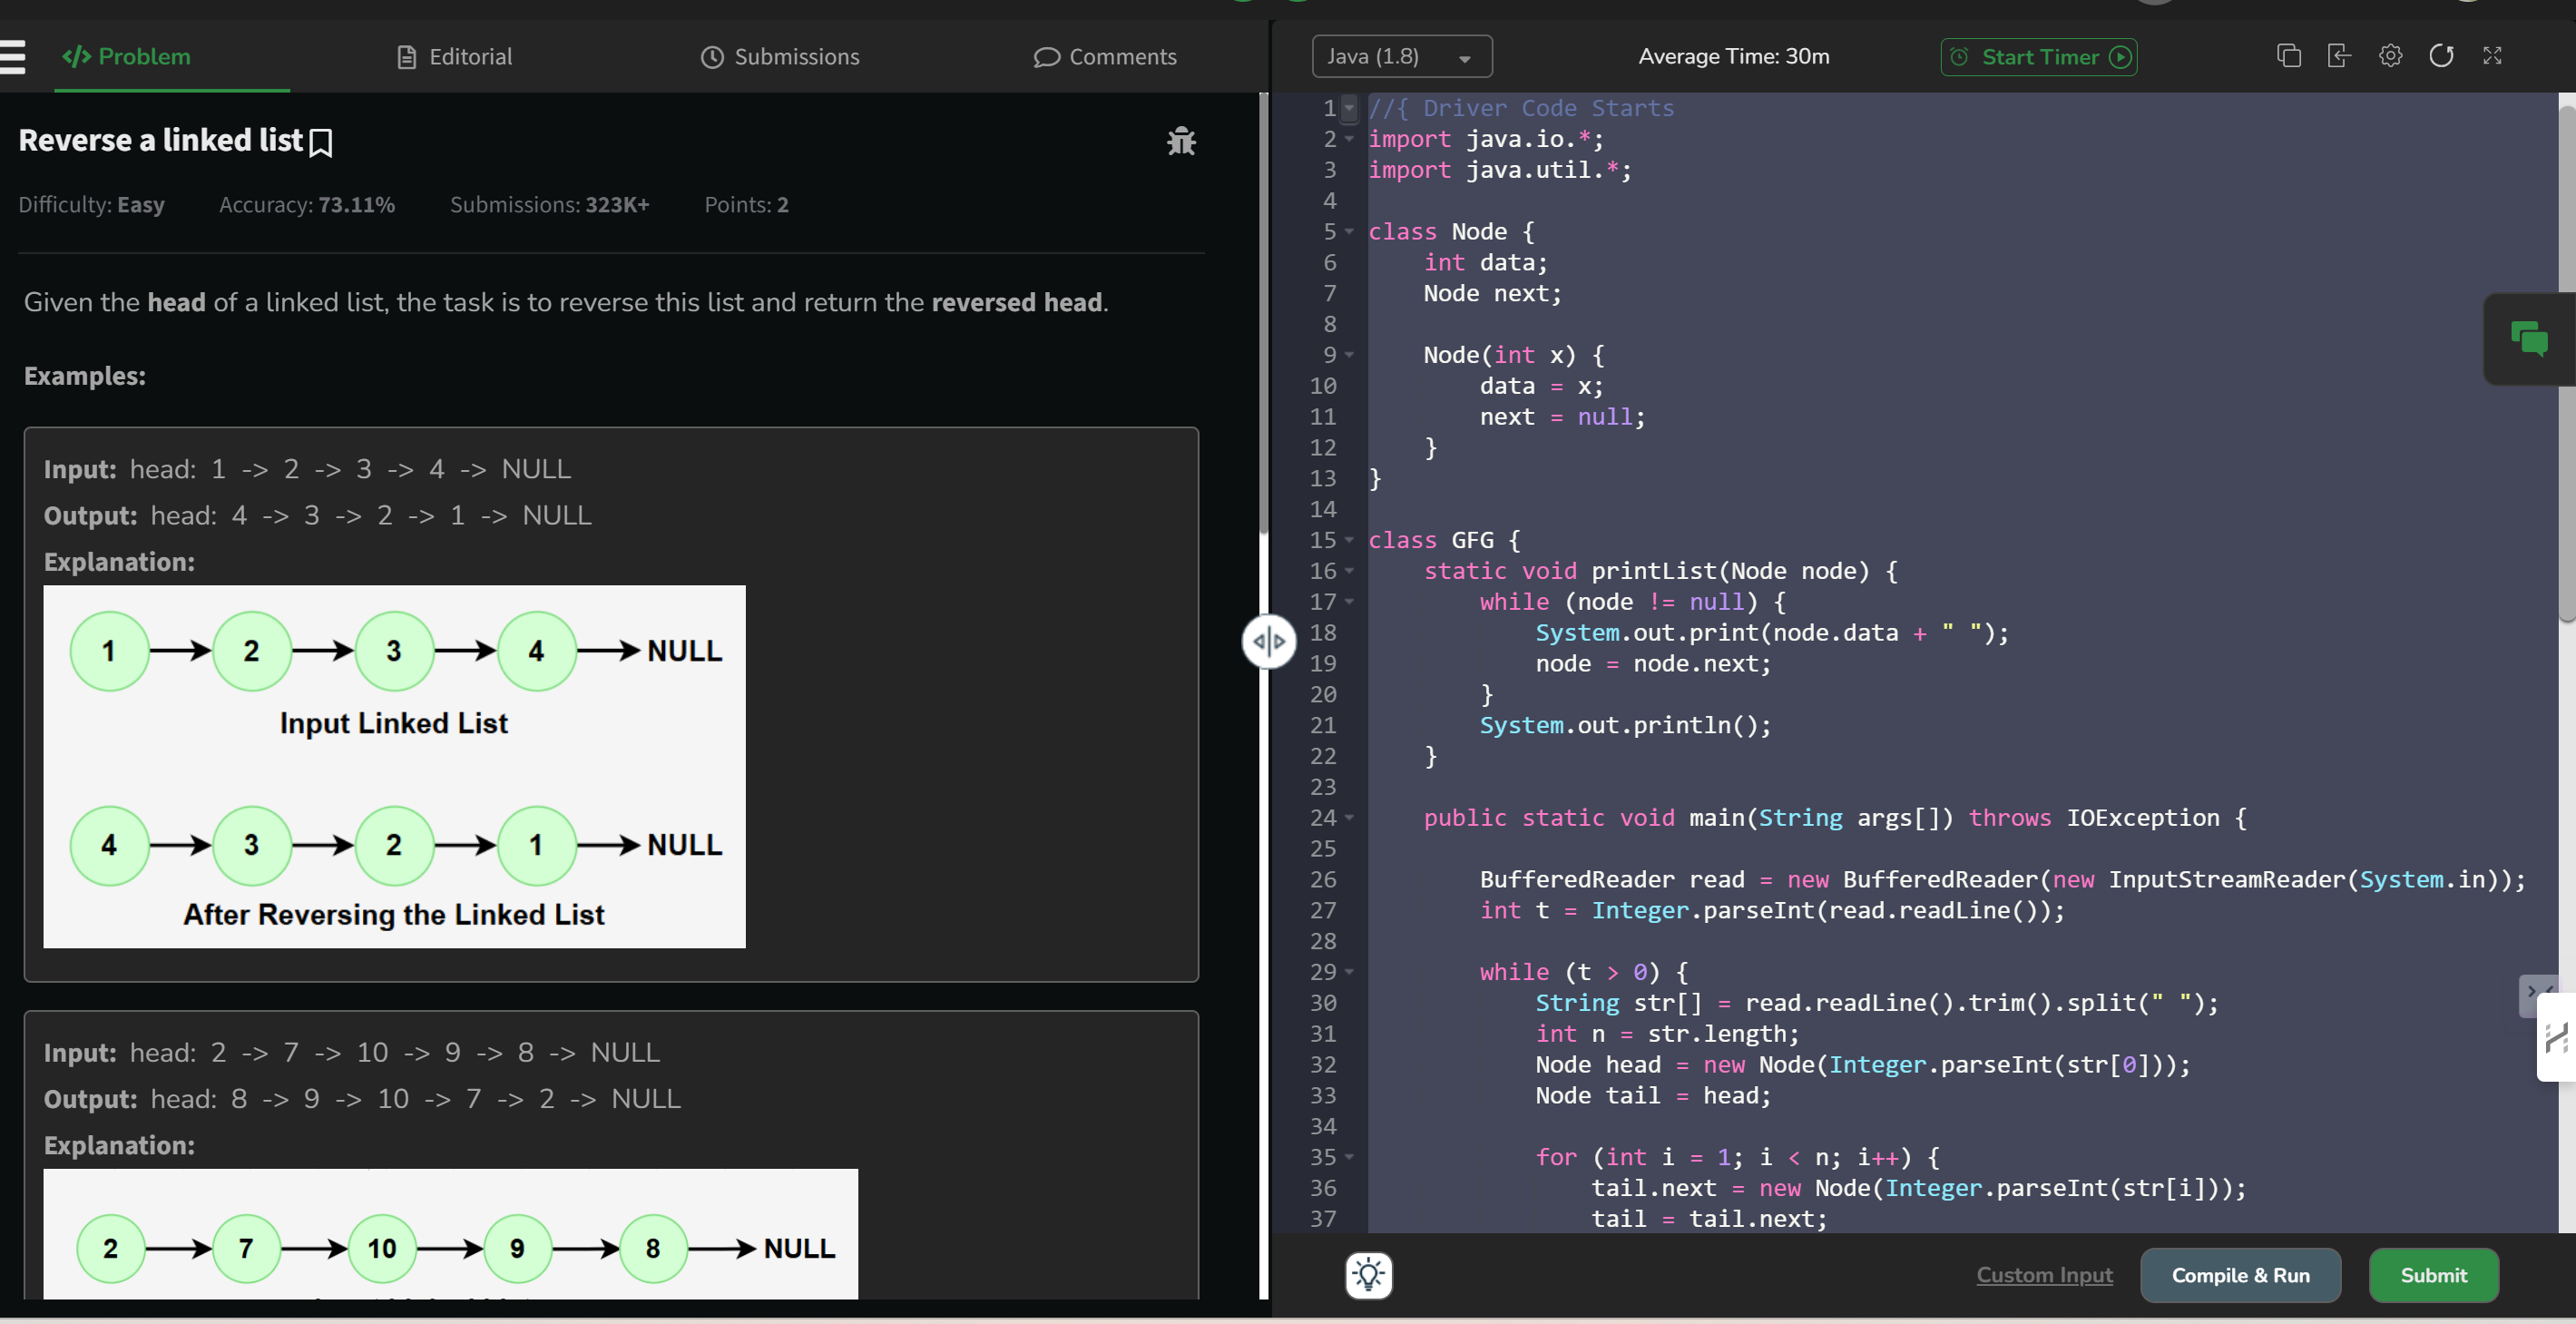 </> Problem
Editorial
Submissions
Comments
Reverse a linked list
Difficulty: Easy Accuracy: 73.11% Submissions: 323K+ Points: 2
Given the head of a linked list, the task is to reverse this list and return the reversed head.
Examples:
Input: head: 1 -> 2 -> 3 -> 4 -> NULL
Output: head: 4 -> 3 -> 2 -> 1 -> NULL
Explanation:
1 2 3 4 NULL
Input Linked List
4 3 2 1 NULL
After Reversing the Linked List
Input: head: 2 -> 7 -> 10 -> 9 -> 8 -> NULL
Output: head: 8 -> 9 -> 10 -> 7 -> 2 -> NULL
Explanation:
2 7 10 9 8 NULL
Java (1.8)
Average Time: 30m
Start Timer
1 //{ Driver Code Starts
2 import java.io.*;
3 import java.util.*;
4
5 class Node {
6     int data;
7     Node next;
8
9     Node(int x) {
10         data = x;
11         next = null;
12     }
13 }
14
15 class GFG {
16     static void printList(Node node) {
17         while (node != null) {
18             System.out.print(node.data + " ");
19             node = node.next;
20         }
21         System.out.println();
22     }
23
24     public static void main(String args[]) throws IOException {
25
26         BufferedReader read = new BufferedReader(new InputStreamReader(System.in));
27         int t = Integer.parseInt(read.readLine());
28
29         while (t > 0) {
30             String str[] = read.readLine().trim().split(" ");
31             int n = str.length;
32             Node head = new Node(Integer.parseInt(str[0]));
33             Node tail = head;
34
35             for (int i = 1; i < n; i++) {
36                 tail.next = new Node(Integer.parseInt(str[i]));
37                 tail = tail.next;
Custom Input
Compile & Run
Submit